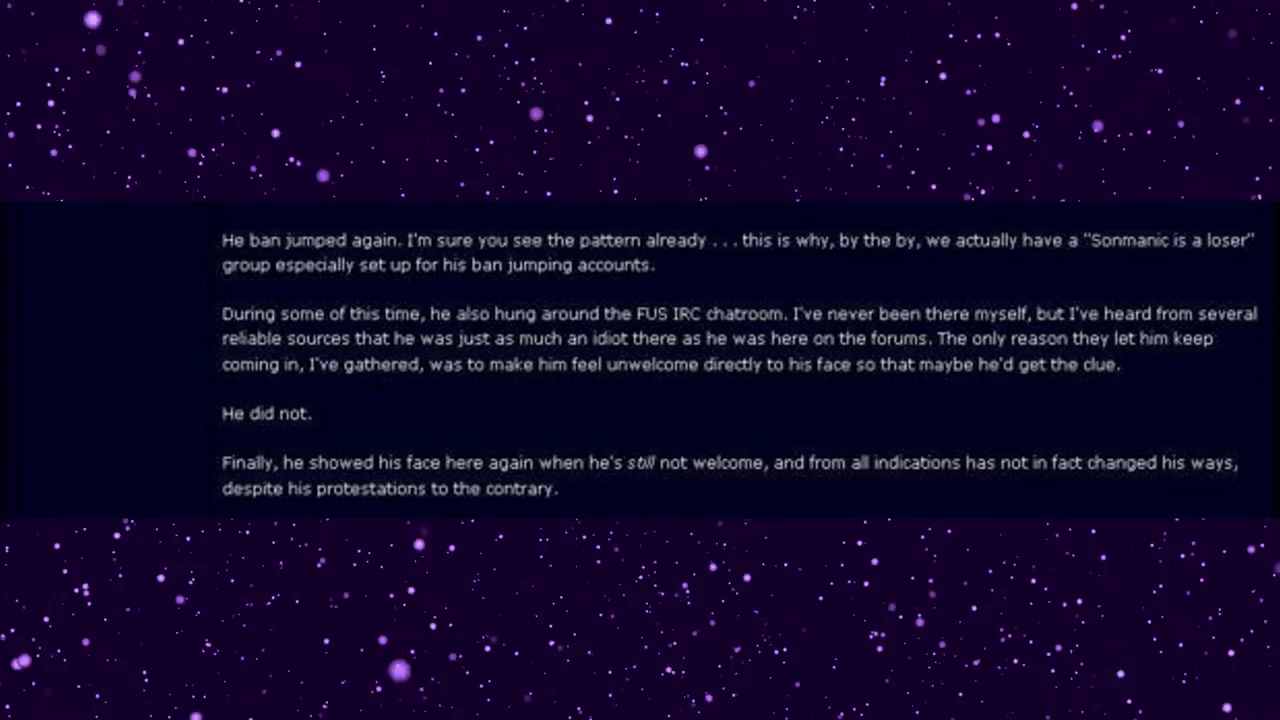 He ban jumped again. I'm sure you see the pattern already . . . this is why, by the by, we actually have a "Sonmanic is a loser"
group especially set up for his ban jumping accounts.
During some of this time, he also hung around the FUS IRC chatroom. I've never been there myself, but I've heard from several
reliable sources that he was just as much an idiot there as he was here on the forums. The only reason they let him keep
coming in, I've gathered, was to make him feel unwelcome directly to his face so that maybe he'd get the clue.
He did not.
Finally, he showed his face here again when he's still not welcome, and from all indications has not in fact changed his ways,
despite his protestations to the contrary.